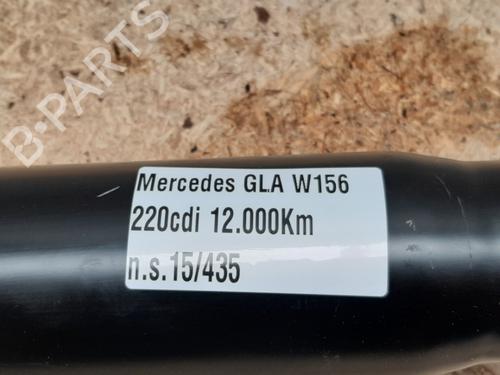 B-PARTS
Mercedes GLA W156
220cdi 12.000Km
n.s.15/435